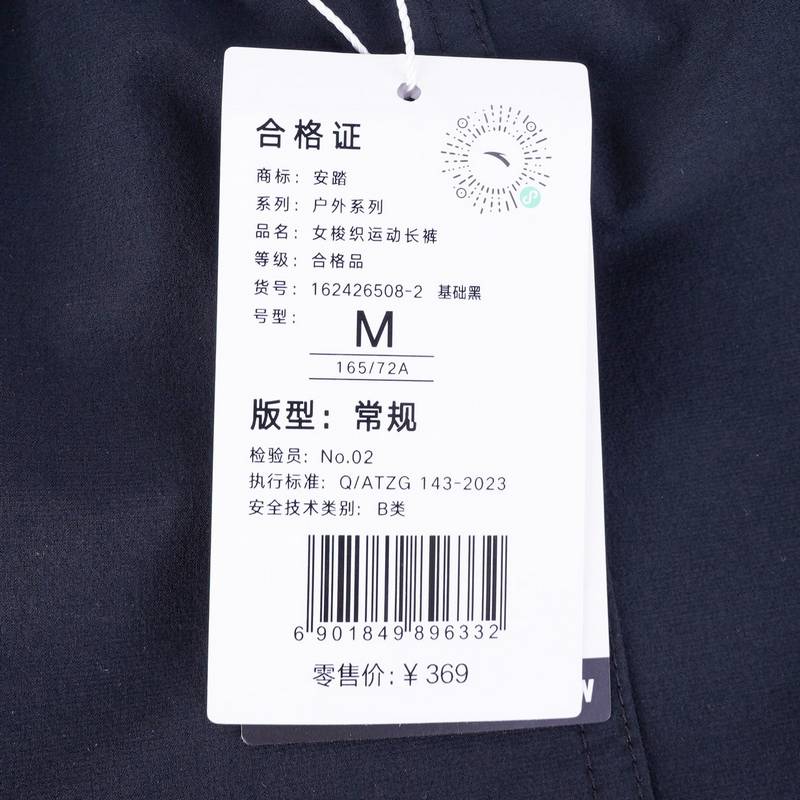 合格证
商标: 安踏
系列: 户外系列
品名: 女梭织运动长裤
等级: 合格品
货号: 162426508-2 基础黑
号型: M
165/72A
版型: 常规
检验员: No.02
执行标准: Q/ATZG 143-2023
安全技术类别: B类
6 901849 896332
零售价: ¥ 369